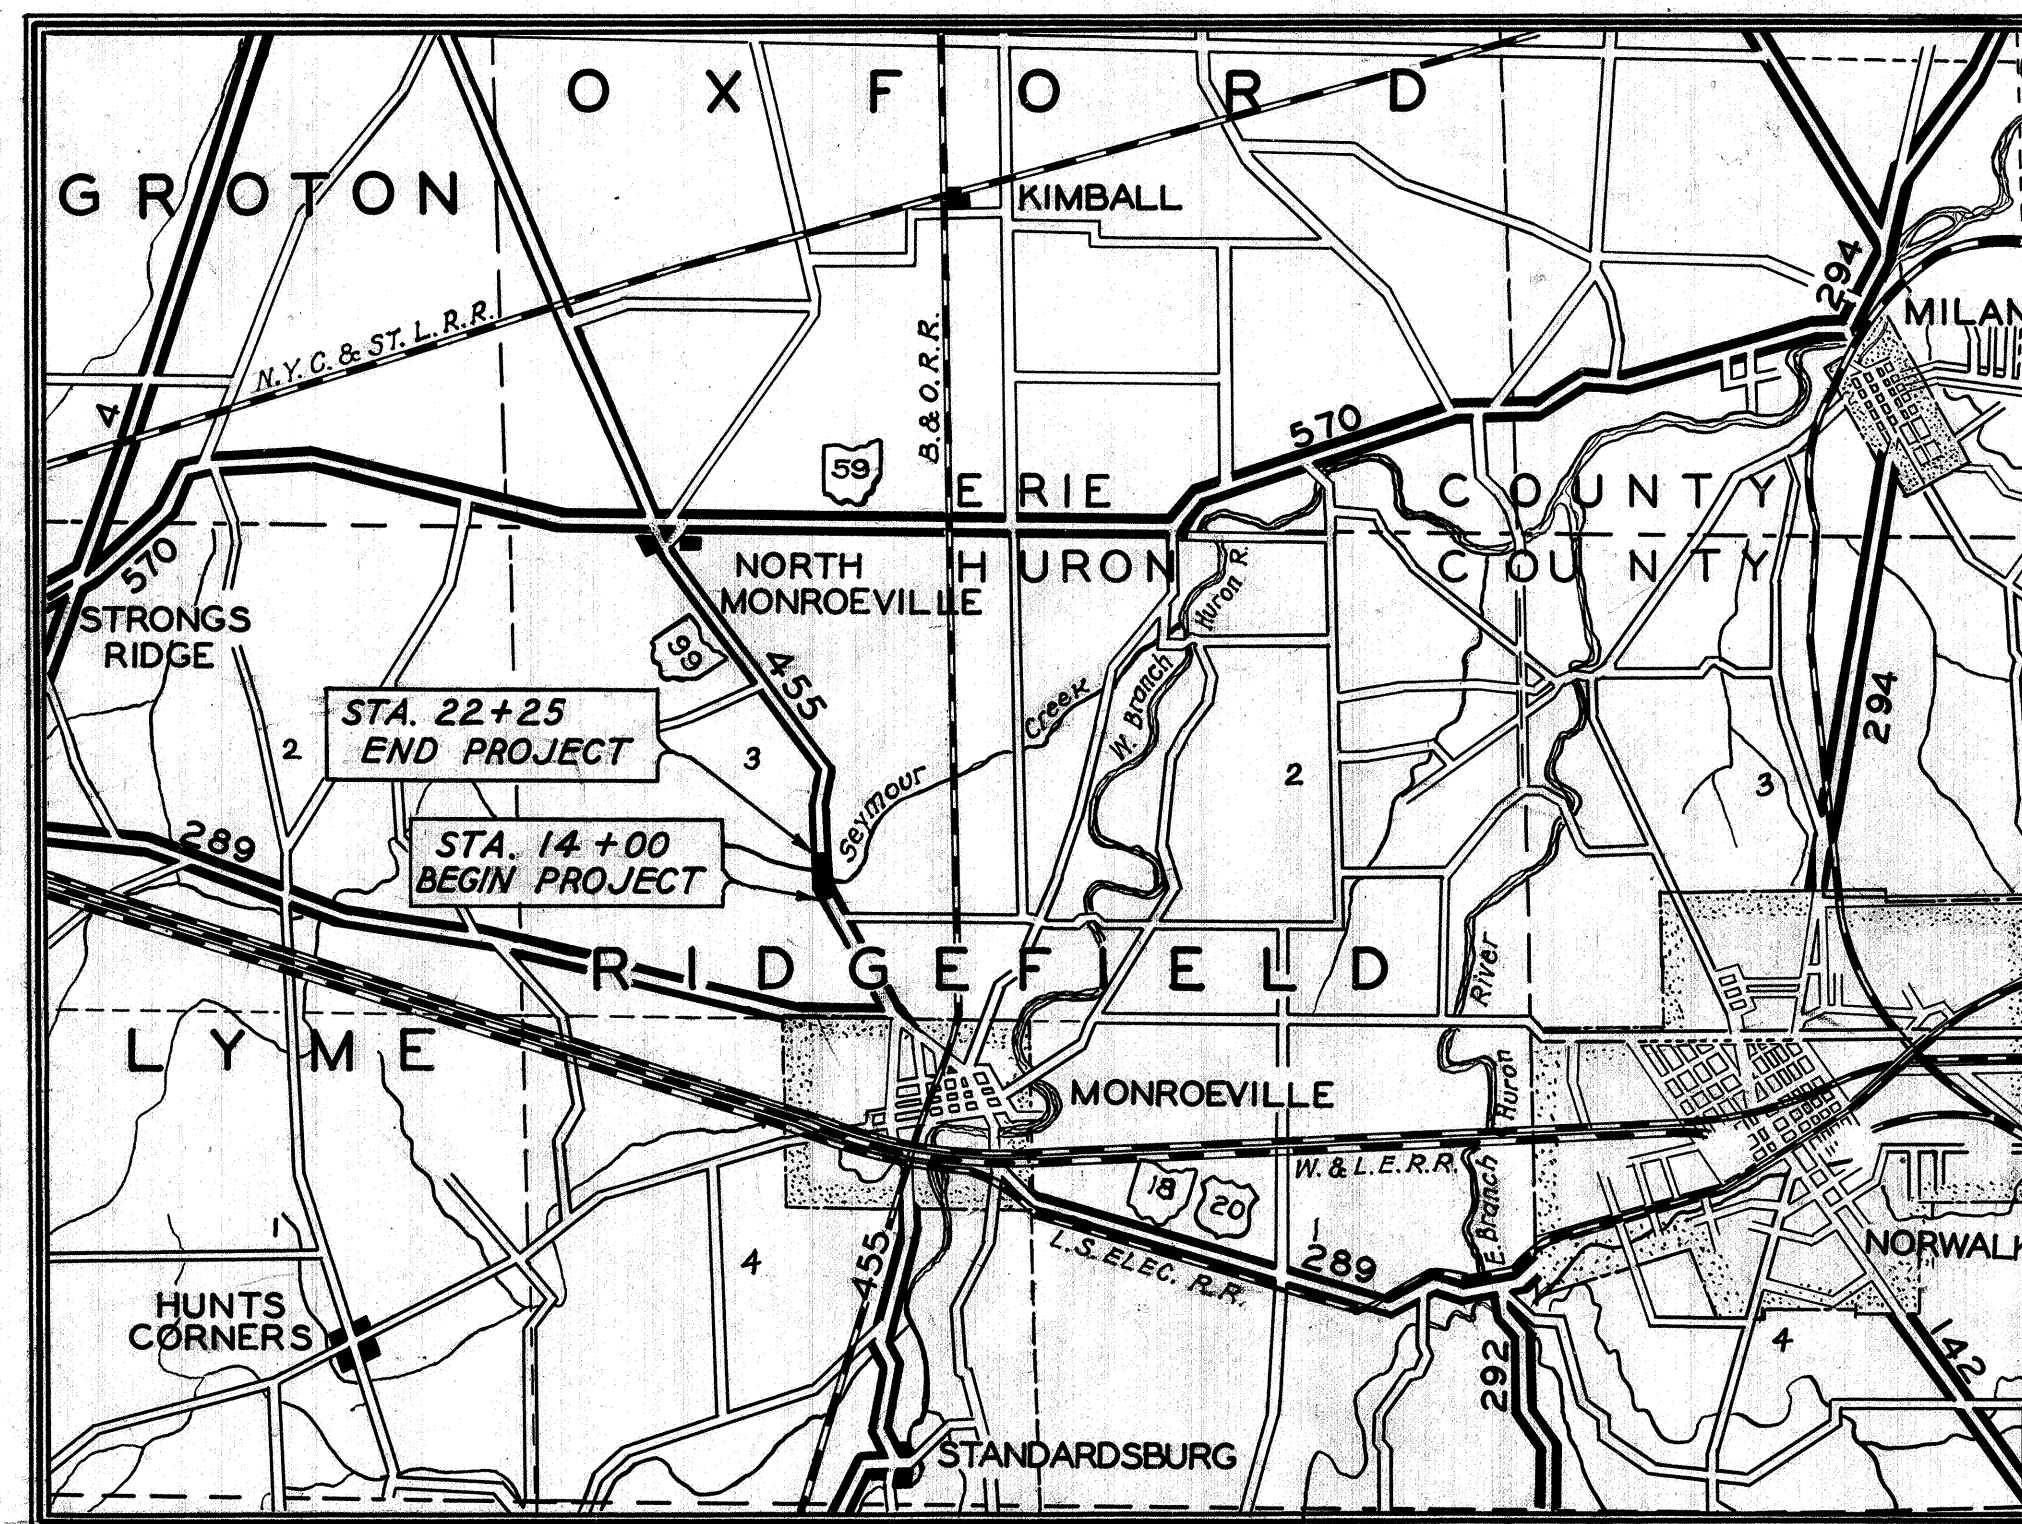 OXFORD
GROTON
KIMBALL
294
MILAN
N.Y.C. & ST. L. R.R.
B. & O. R.R.
4
570
59
ERIE COUNTY
570
HURON COUNTY
NORTH
MONROEVILLE
Huron R.
STRONGS
RIDGE
99
455
W. Branch
Seymour Creek
294
STA. 22+25
END PROJECT
2
3
2
3
289
STA. 14+00
BEGIN PROJECT
RIDGEFIELD
River
LYME
MONROEVILLE
Huron
W. & L.E. R.R.
18
20
E. Branch
1
1
455
4
L.S. ELEC. R.R.
289
NORWALK
HUNTS
CORNERS
292
4
142
STANDARDSBURG